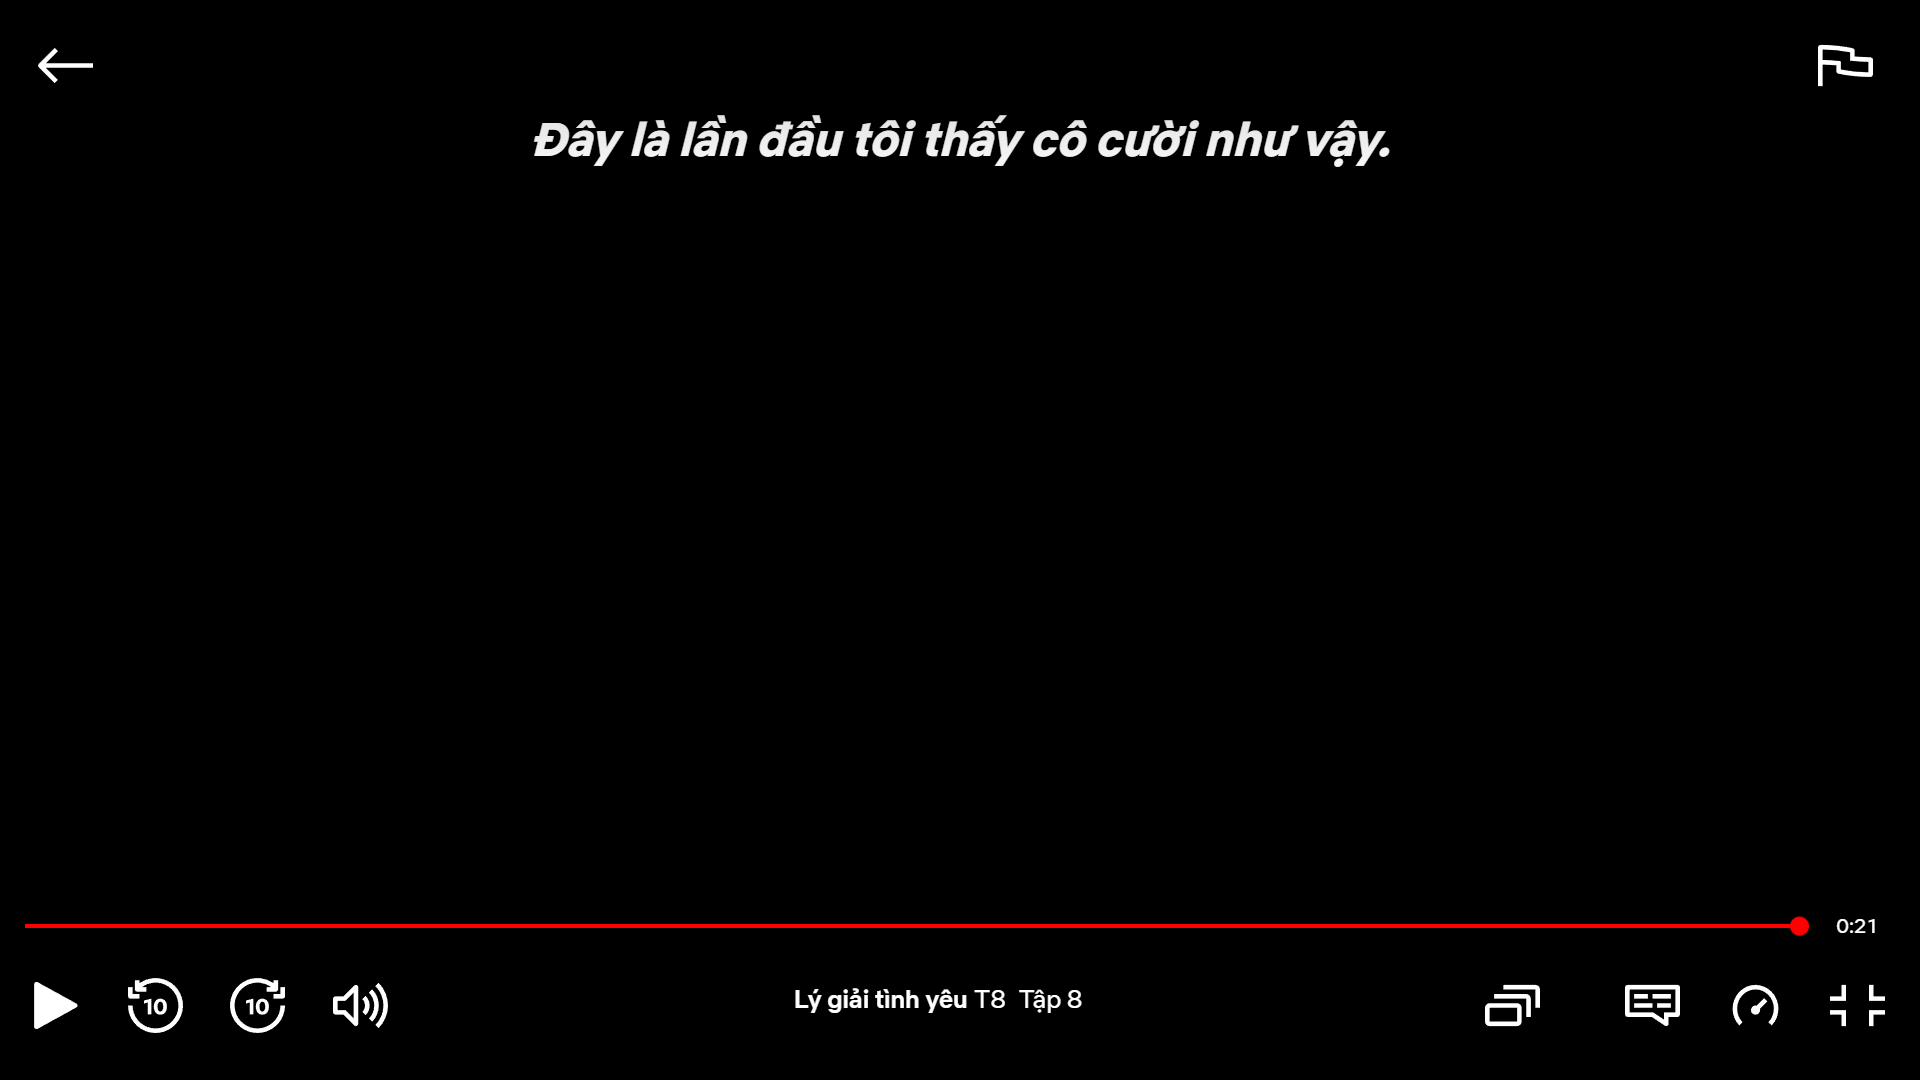 Đây là lần đầu tôi thấy cô cười như vậy.
0:21
10
10
Lý giải tình yêu T8 Tập 8